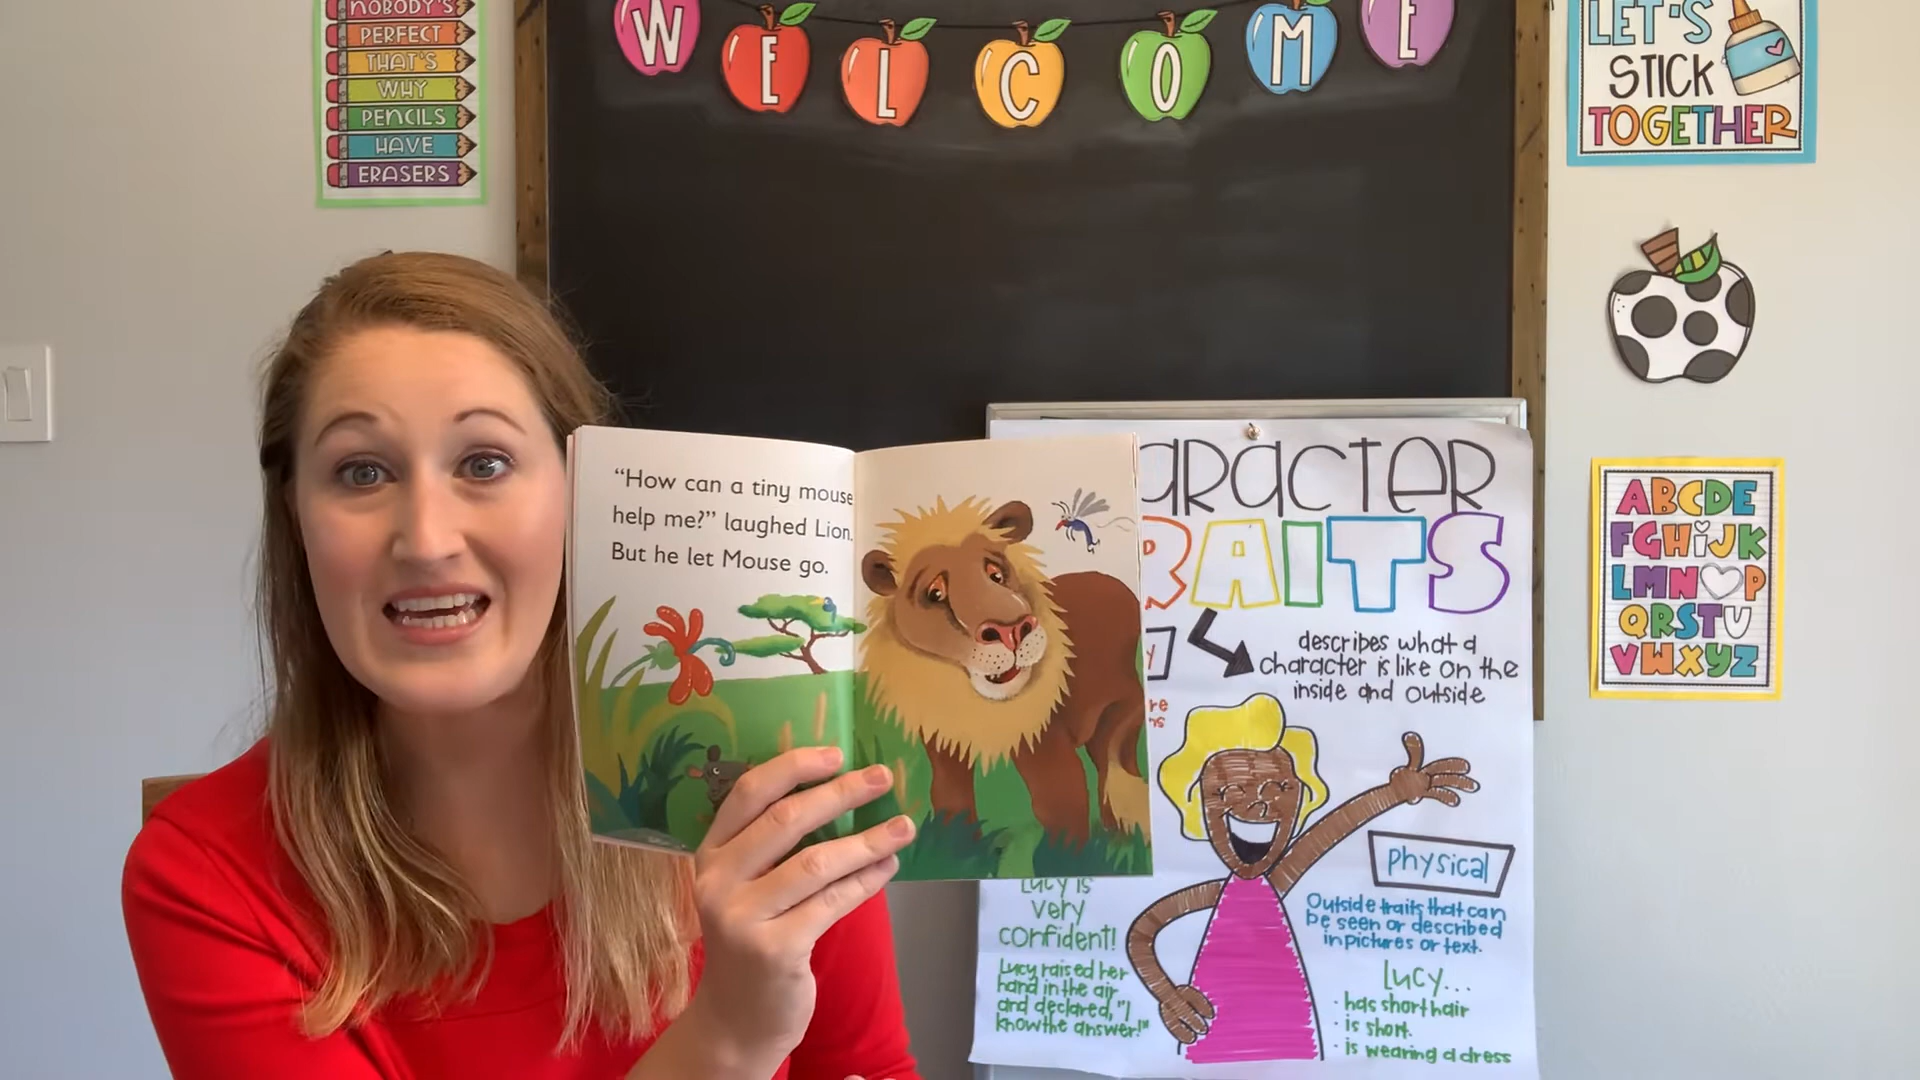 NOBODY'S
PERFECT
THAT'S
WHY
PENCILS
HAVE
ERASERS
WELCOME
LET'S
STICK
TOGETHER
"How can a tiny mouse
help me?" laughed Lion.
But he let Mouse go.
ARACTER
RAITS
describes what a
character is like on the
inside and outside
Lucy is
very
confident!
Lucy raised her
hand in the air
and declared, "I
know the answer!"
physical
Outside traits that can
be seen or described
in pictures or text.
Lucy...
· has short hair
· is short.
· is wearing a dress
ABCDE
FGHiJK
LMN♡P
QRSTU
VWXYZ